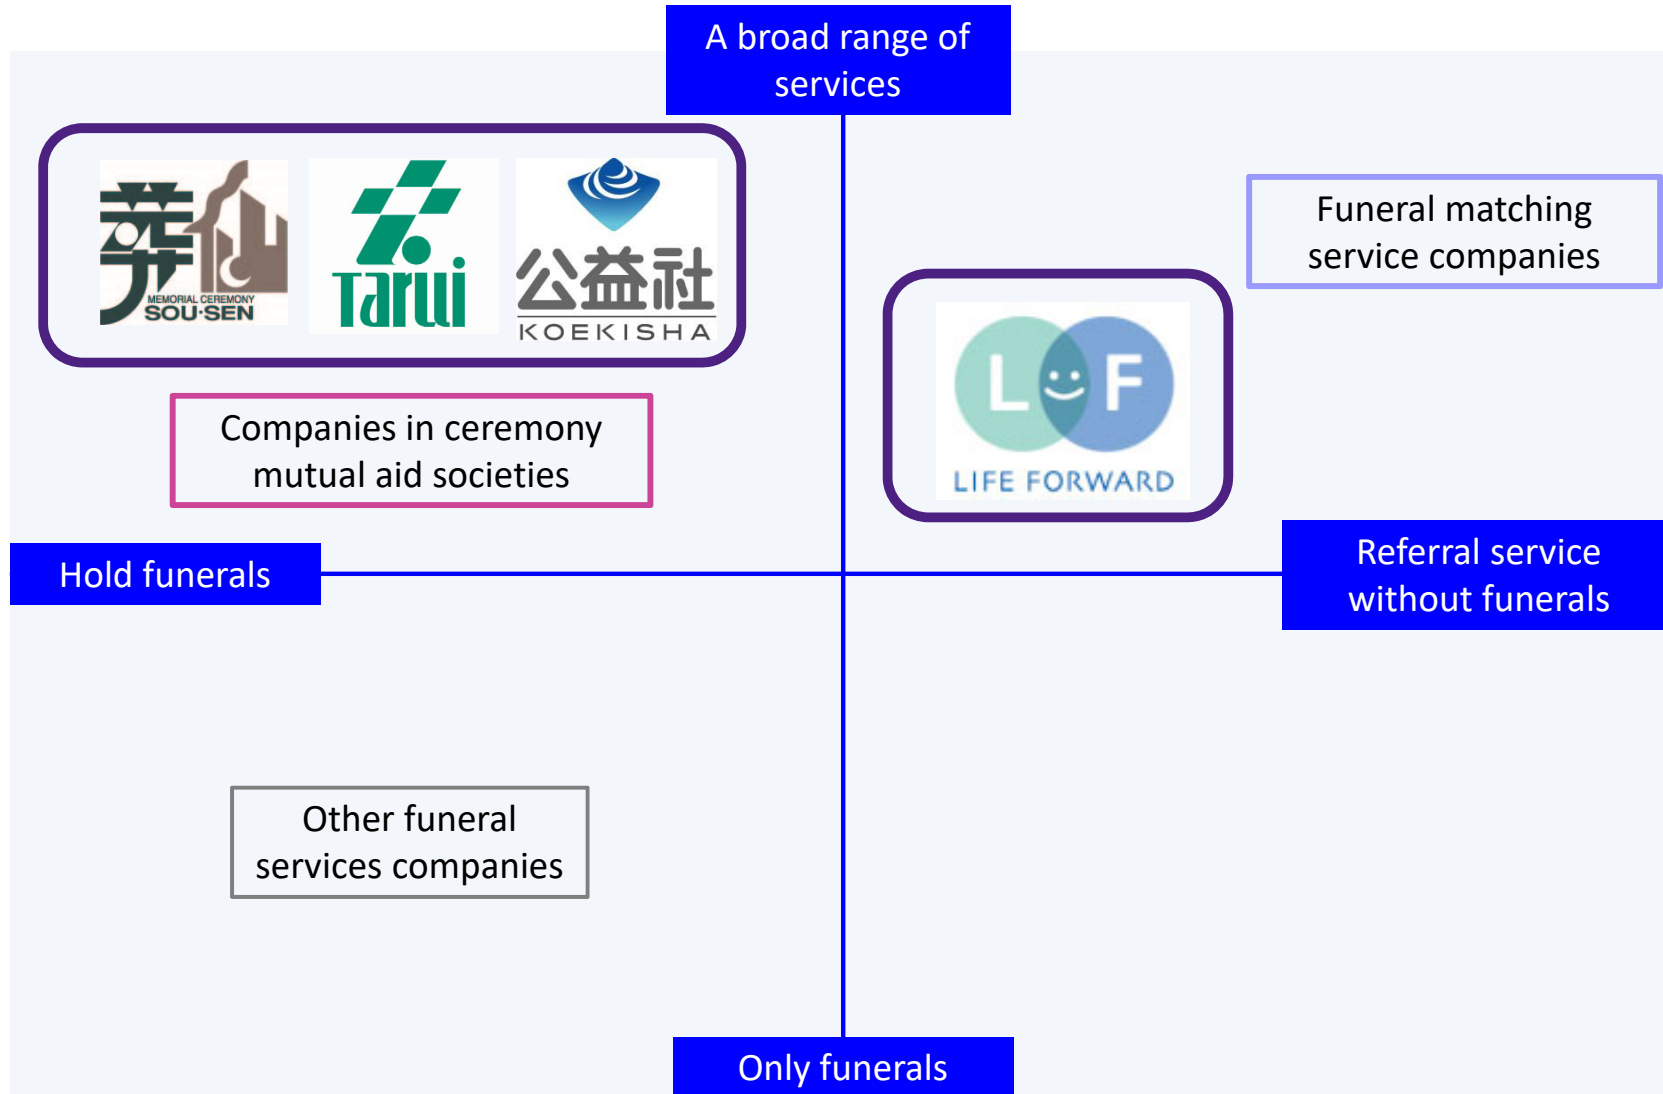 A broad range of
services
葬仙
MEMORIAL CEREMONY
SOU·SEN
Tarui
公益社
KOEKISHA
Funeral matching
service companies
L F
LIFE FORWARD
Companies in ceremony
mutual aid societies
Hold funerals
Referral service
without funerals
Other funeral
services companies
Only funerals